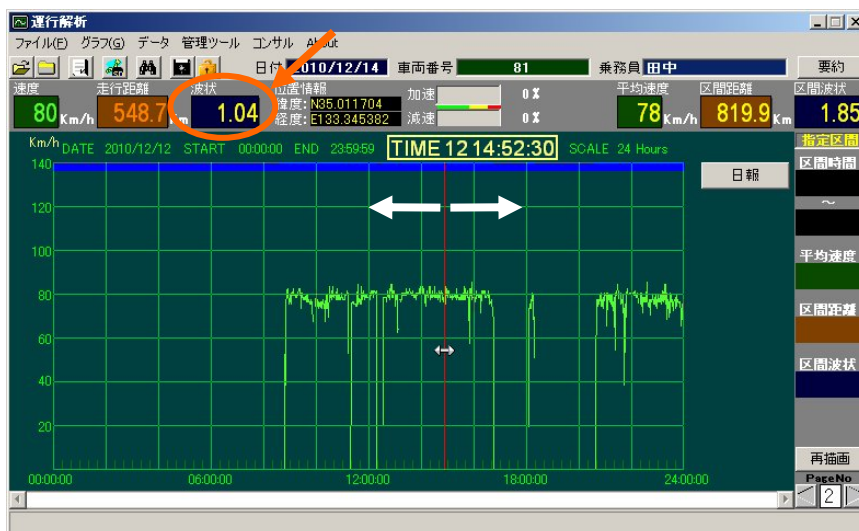 運行解析
ファイル(F) グラフ(G) データ 管理ツール コンサル About
日付 2010/12/14 車両番号 81 乗務員 田中 要約
速度 走行距離 波状 位置情報 加速 0% 平均速度 区間距離 区間波状
80 Km/h 548.7 Km 1.04 緯度: N35.011704 経度: E133.345382 減速 0% 78 Km/h 819.9 Km 1.85
Km/h DATE 2010/12/12 START 00:00:00 END 23:59:59 TIME 12 14:52:30 SCALE 24 Hours 指定区間
140
日報
区間時間
～
120
100
平均速度
80
区間距離
60
区間波状
40
20
再描画
00:00:00 06:00:00 12:00:00 18:00:00 24:00:00
PageNo
2